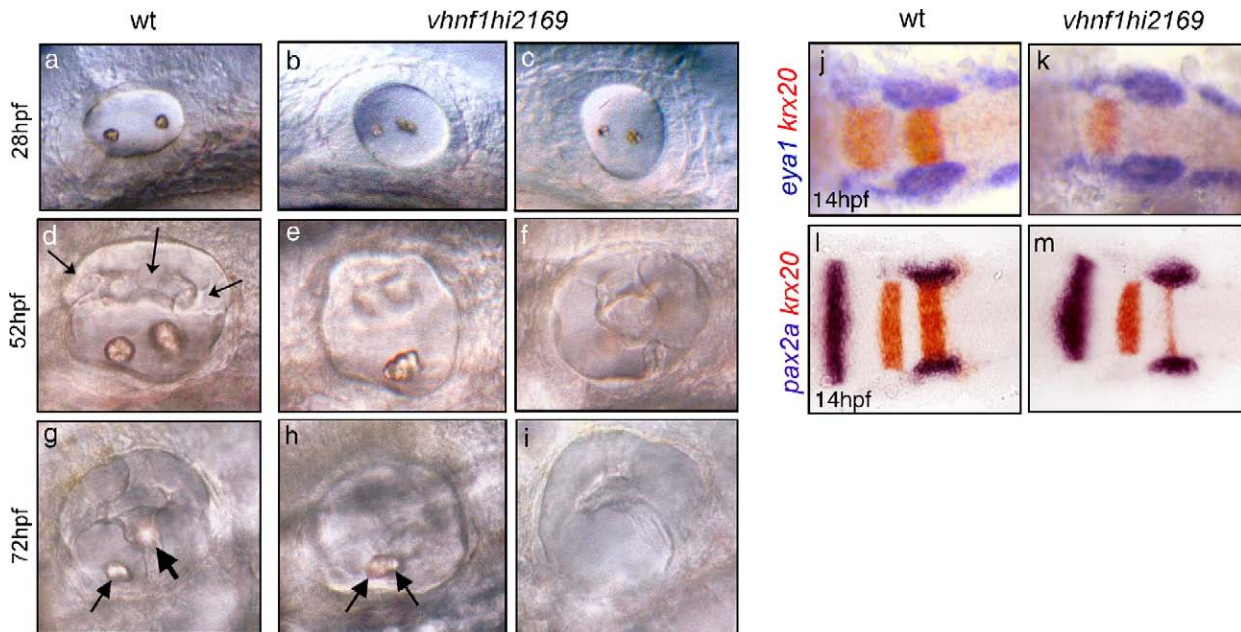 wt vhnf1hi2169 wt vhnf1hi2169
28hpf a b c
eya1 krx20 j k
14hpf
52hpf d e f
pax2a krx20 l m
14hpf
72hpf g h i